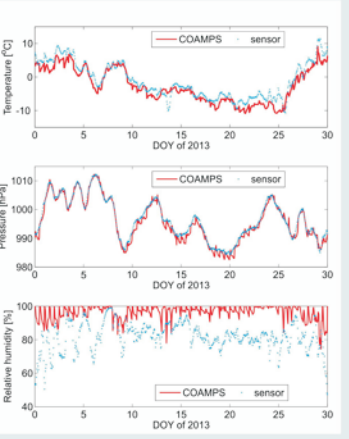 10
0
-10
Temperature [°C]
COAMPS sensor
0 5 10 15 20 25 30
DOY of 2013
1010
1000
990
980
Pressure [hPa]
COAMPS sensor
0 5 10 15 20 25 30
DOY of 2013
100
80
60
40
Relative humidity [%]
COAMPS sensor
0 5 10 15 20 25 30
DOY of 2013